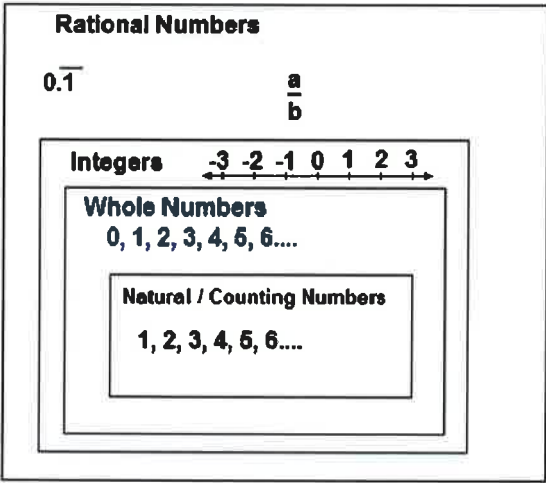 Rational Numbers
0.1̅
a
b
Integers -3 -2 -1 0 1 2 3
Whole Numbers
0, 1, 2, 3, 4, 5, 6....
Natural / Counting Numbers
1, 2, 3, 4, 5, 6....